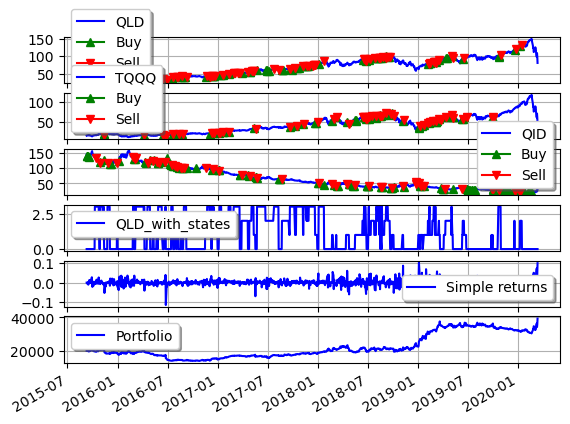 QLD
Buy
Sell
150
100
50
TQQQ
Buy
Sell
100
50
QID
Buy
Sell
150
100
50
QLD_with_states
2.5
0.0
Simple returns
0.1
0.0
−0.1
Portfolio
40000
20000
2015-07
2016-01
2016-07
2017-01
2017-07
2018-01
2018-07
2019-01
2019-07
2020-01